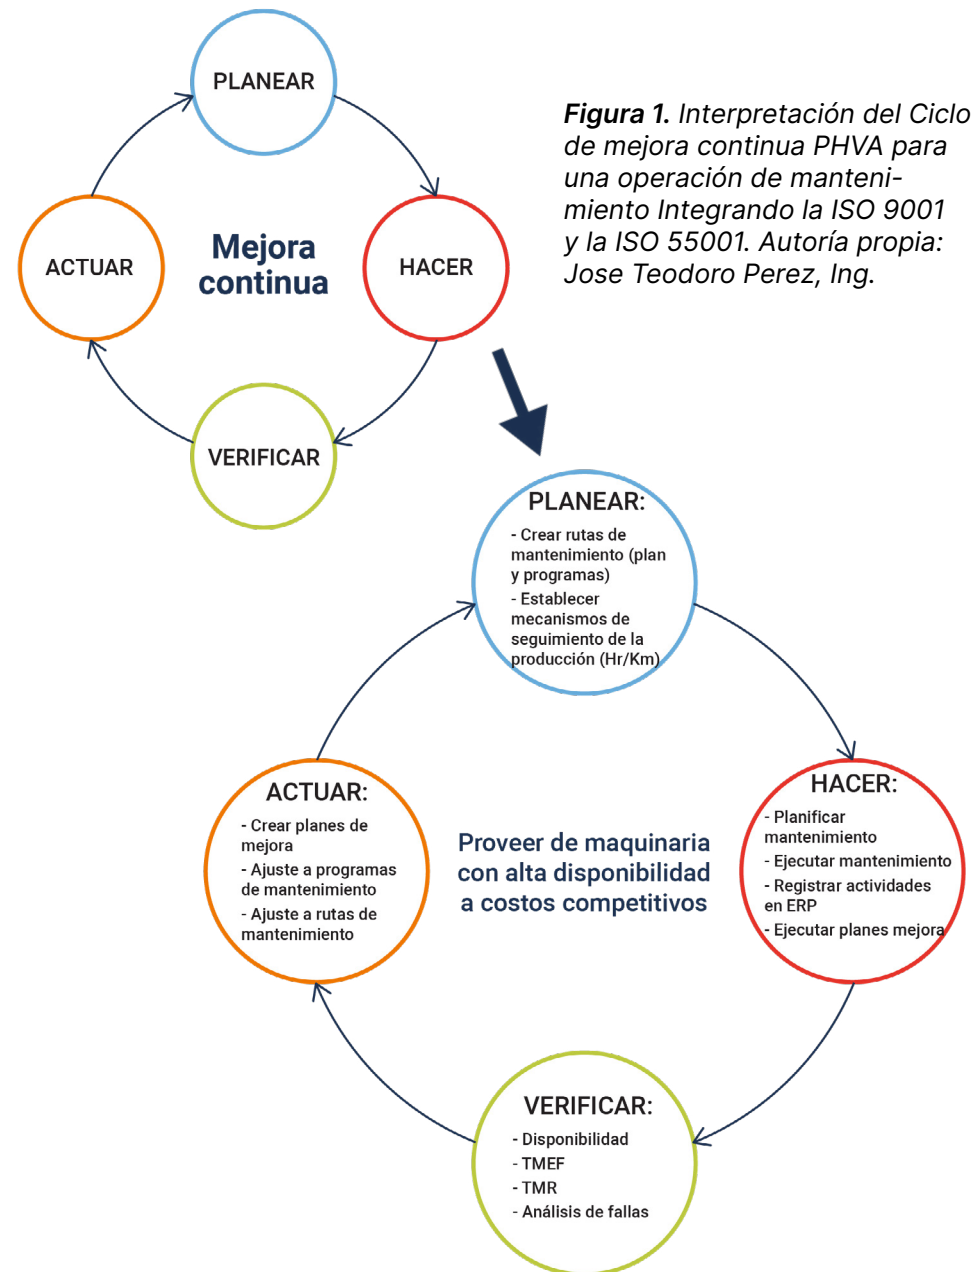 PLANEAR
Figura 1. Interpretación del Ciclo
de mejora continua PHVA para
una operación de manteni-
miento Integrando la ISO 9001
y la ISO 55001. Autoría propia:
Jose Teodoro Perez, Ing.
ACTUAR
Mejora
continua
HACER
VERIFICAR
PLANEAR:
- Crear rutas de
mantenimiento (plan
y programas)
- Establecer
mecanismos de
seguimiento de la
producción (Hr/Km)
ACTUAR:
- Crear planes de
mejora
- Ajuste a programas
de mantenimiento
- Ajuste a rutas de
mantenimiento
Proveer de maquinaria
con alta disponibilidad
a costos competitivos
HACER:
- Planificar
mantenimiento
- Ejecutar mantenimiento
- Registrar actividades
en ERP
- Ejecutar planes mejora
VERIFICAR:
- Disponibilidad
- TMEF
- TMR
- Análisis de fallas